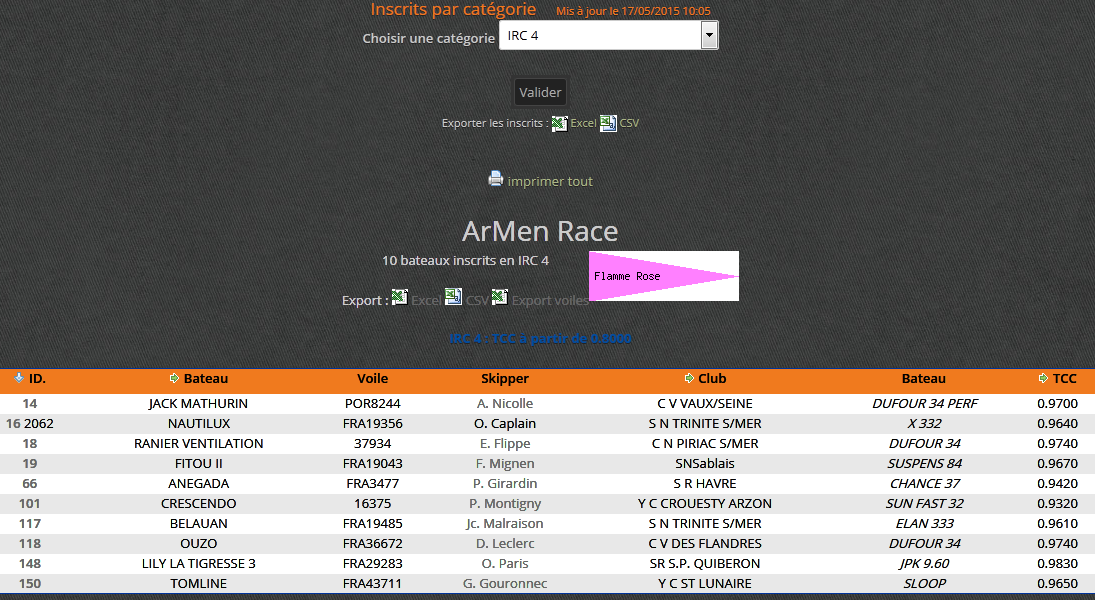 Inscrits par catégorie Mis à jour le 17/05/2015 10:05
Choisir une catégorie IRC 4
Valider
Exporter les inscrits : Excel CSV
imprimer tout
ArMen Race
10 bateaux inscrits en IRC 4
Flamme Rose
Export : Excel CSV Export voiles
IRC 4 : TCC à partir de 0.8000
ID. Bateau Voile Skipper Club Bateau TCC
14 JACK MATHURIN POR8244 A. Nicolle C V VAUX/SEINE DUFOUR 34 PERF 0.9700
16 2062 NAUTILUX FRA19356 O. Caplain S N TRINITE S/MER X 332 0.9640
18 RANIER VENTILATION 37934 E. Flippe C N PIRIAC S/MER DUFOUR 34 0.9740
19 FITOU II FRA19043 F. Mignen SNSablais SUSPENS 84 0.9670
66 ANEGADA FRA3477 P. Girardin S R HAVRE CHANCE 37 0.9420
101 CRESCENDO 16375 P. Montigny Y C CROUESTY ARZON SUN FAST 32 0.9320
117 BELAUAN FRA19485 Jc. Malraison S N TRINITE S/MER ELAN 333 0.9610
118 OUZO FRA36672 D. Leclerc C V DES FLANDRES DUFOUR 34 0.9740
148 LILY LA TIGRESSE 3 FRA29283 O. Paris SR S.P. QUIBERON JPK 9.60 0.9830
150 TOMLINE FRA43711 G. Gouronnec Y C ST LUNAIRE SLOOP 0.9650